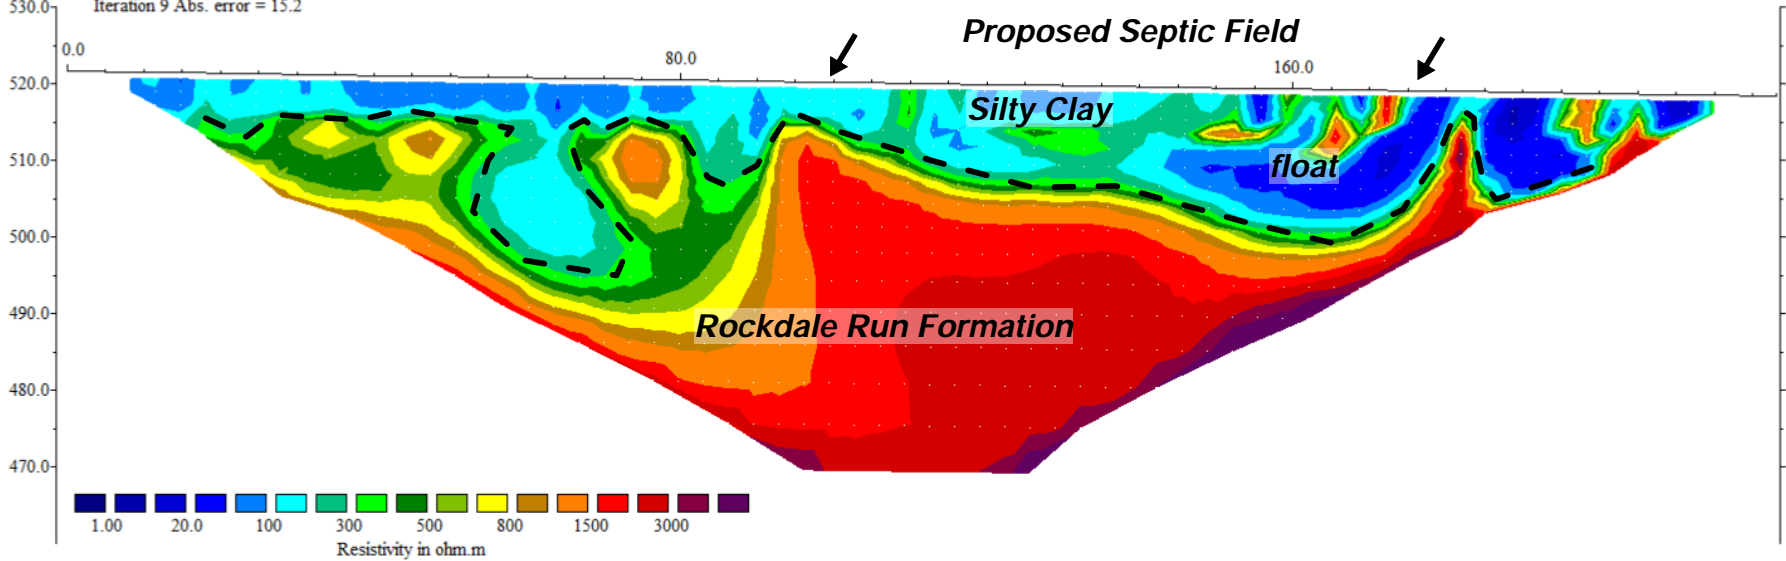 Iteration 9 Abs. error = 15.2
530.0
Proposed Septic Field
0.0
80.0
160.0
520.0
Silty Clay
510.0
float
500.0
490.0
Rockdale Run Formation
480.0
470.0
1.00 20.0 100 300 500 800 1500 3000
Resistivity in ohm.m